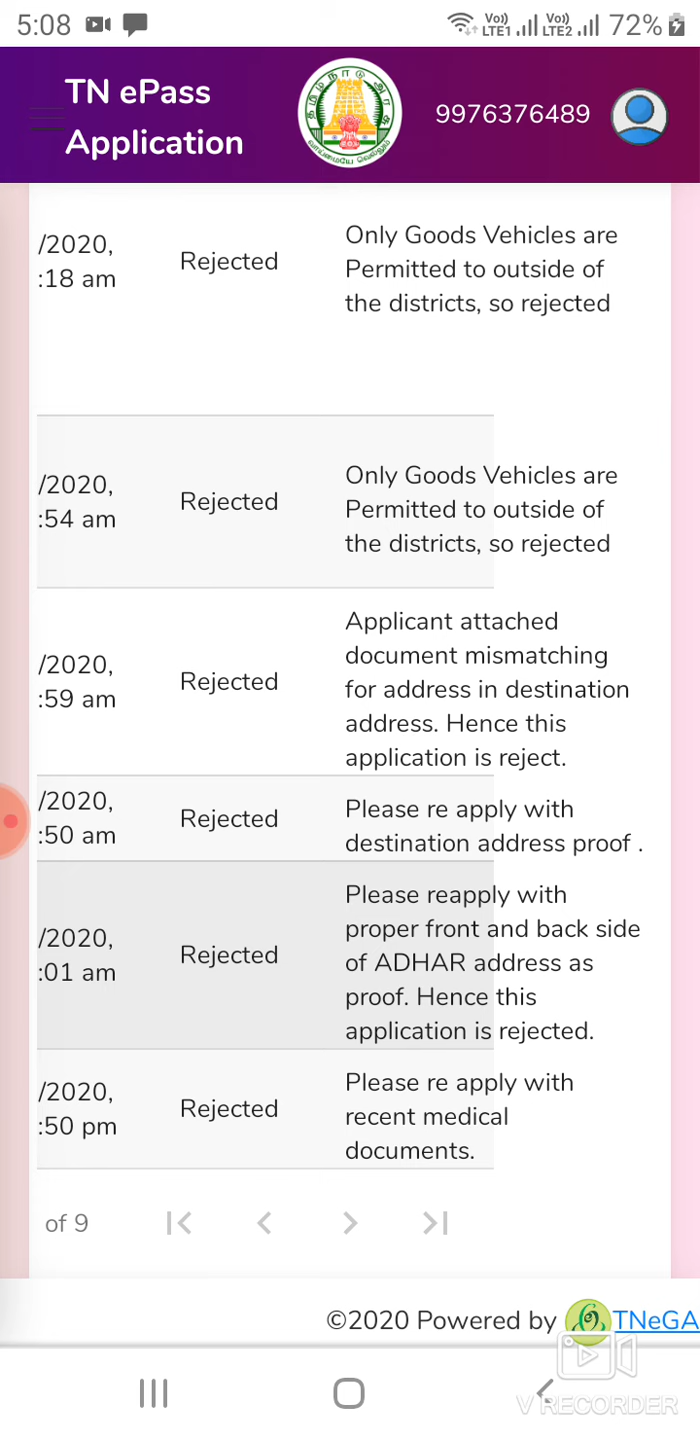 5:08
Vo) LTE1 Vo) LTE2 72%
TN ePass
Application
9976376489
/2020,
:18 am
Rejected
Only Goods Vehicles are
Permitted to outside of
the districts, so rejected
/2020,
:54 am
Rejected
Only Goods Vehicles are
Permitted to outside of
the districts, so rejected
/2020,
:59 am
Rejected
Applicant attached
document mismatching
for address in destination
address. Hence this
application is reject.
/2020,
:50 am
Rejected
Please re apply with
destination address proof .
/2020,
:01 am
Rejected
Please reapply with
proper front and back side
of ADHAR address as
proof. Hence this
application is rejected.
/2020,
:50 pm
Rejected
Please re apply with
recent medical
documents.
of 9
©2020 Powered by TNeGA
V RECORDER